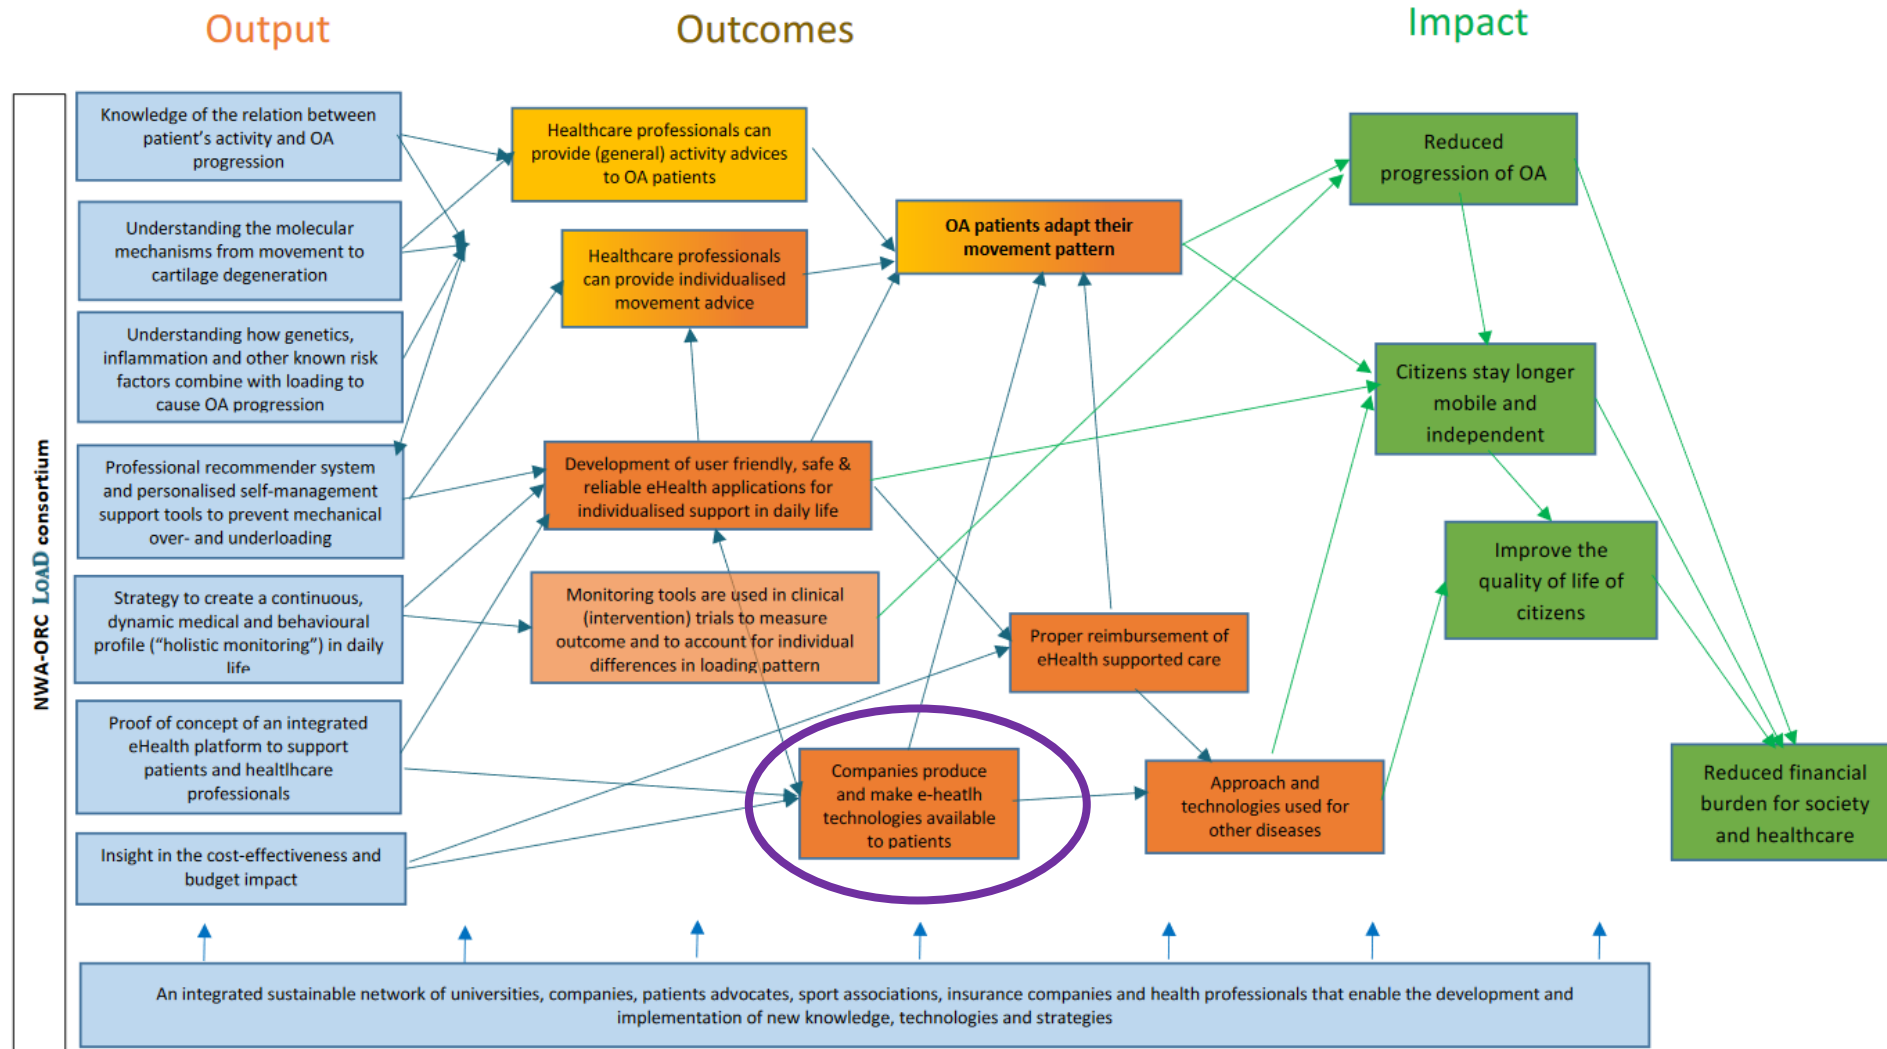 Output
Outcomes
Impact
NWA-ORC LOAD consortium
Knowledge of the relation between
patient's activity and OA
progression
Understanding the molecular
mechanisms from movement to
cartilage degeneration
Understanding how genetics,
inflammation and other known risk
factors combine with loading to
cause OA progression
Professional recommender system
and personalised self-management
support tools to prevent mechanical
over- and underloading
Strategy to create a continuous,
dynamic medical and behavioural
profile ("holistic monitoring") in daily
life
Proof of concept of an integrated
eHealth platform to support
patients and healtlhcare
professionals
Insight in the cost-effectiveness and
budget impact
Healthcare professionals can
provide (general) activity advices
to OA patients
Healthcare professionals
can provide individualised
movement advice
Development of user friendly, safe &
reliable eHealth applications for
individualised support in daily life
Monitoring tools are used in clinical
(intervention) trials to measure
outcome and to account for individual
differences in loading pattern
Companies produce
and make e-heatlh
technologies available
to patients
OA patients adapt their
movement pattern
Proper reimbursement of
eHealth supported care
Approach and
technologies used for
other diseases
Reduced
progression of OA
Citizens stay longer
mobile and
independent
Improve the
quality of life of
citizens
Reduced financial
burden for society
and healthcare
An integrated sustainable network of universities, companies, patients advocates, sport associations, insurance companies and health professionals that enable the development and
implementation of new knowledge, technologies and strategies